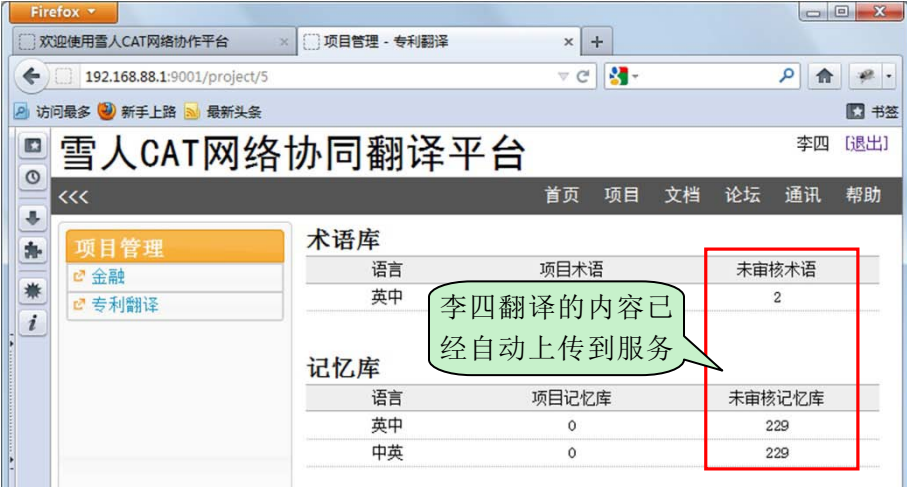 Firefox
欢迎使用雪人CAT网络协作平台
项目管理 - 专利翻译
192.168.88.1:9001/project/5
访问最多 新手上路 最新头条 书签
雪人CAT网络协同翻译平台
李四 [退出]
<<< 首页 项目 文档 论坛 通讯 帮助
项目管理
金融
专利翻译
术语库
语言 项目术语 未审核术语
英中 2
李四翻译的内容已
经自动上传到服务
记忆库
语言 项目记忆库 未审核记忆库
英中 0 229
中英 0 229